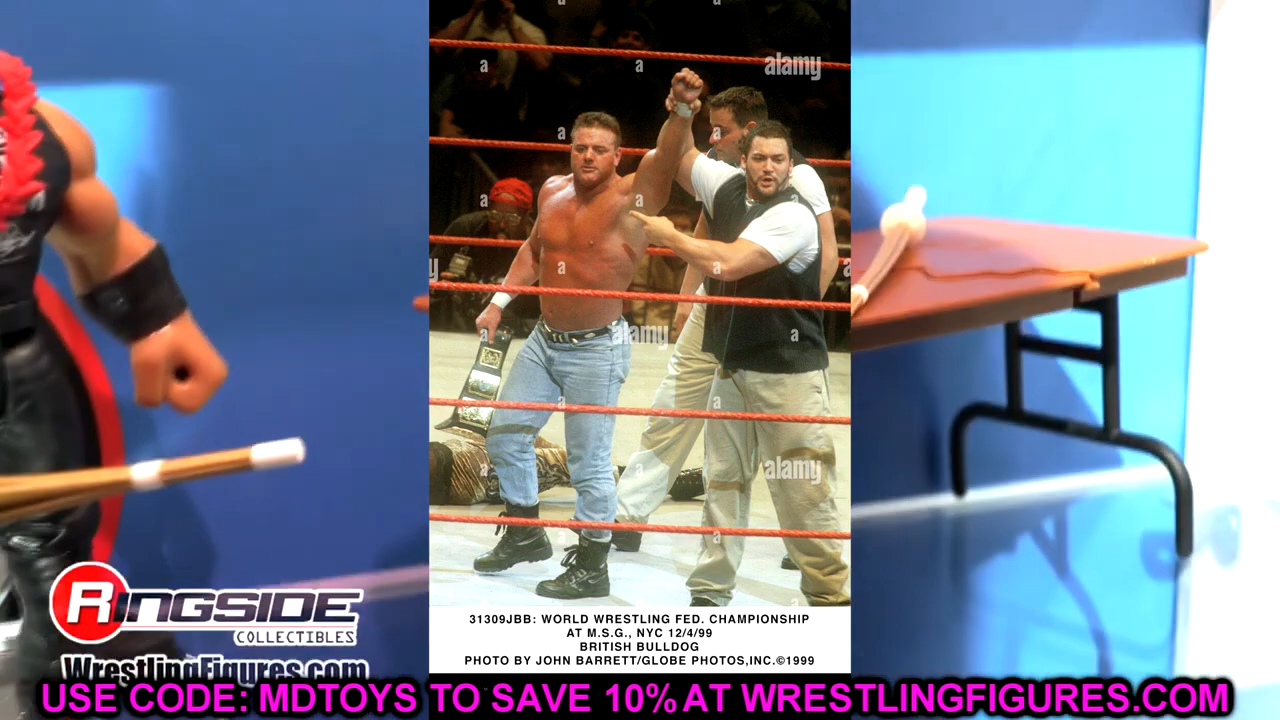 alamy
a
a
a
a
a
a
a
alamy
a
a
a
a
alamy
31309JBB: WORLD WRESTLING FED. CHAMPIONSHIP
AT M.S.G., NYC 12/4/99
BRITISH BULLDOG
PHOTO BY JOHN BARRETT/GLOBE PHOTOS,INC.©1999
RINGSIDE
COLLECTIBLES
WrestlingFigures.com
USE CODE: MDTOYS TO SAVE 10% AT WRESTLINGFIGURES.COM